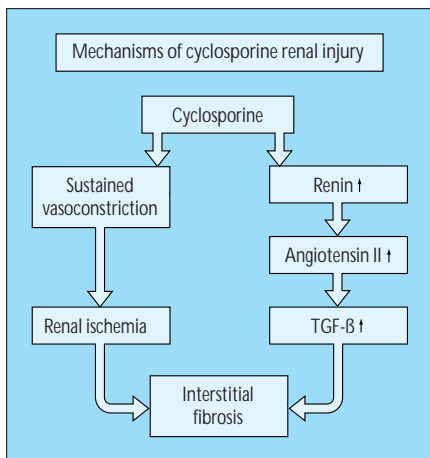 Mechanisms of cyclosporine renal injury
Cyclosporine
Sustained
vasoconstriction
Renin ↑
Angiotensin II ↑
Renal ischemia
TGF-ß ↑
Interstitial
fibrosis